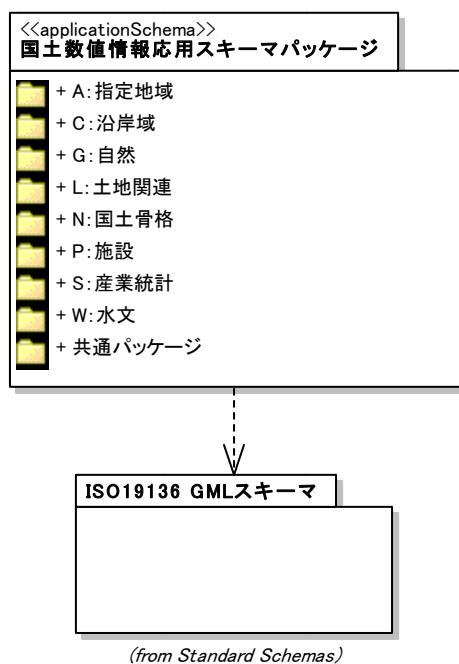 <<applicationSchema>>
国土数値情報応用スキーマパッケージ
+ A:指定地域
+ C:沿岸域
+ G:自然
+ L:土地関連
+ N:国土骨格
+ P:施設
+ S:産業統計
+ W:水文
+ 共通パッケージ
ISO19136 GMLスキーマ
(from Standard Schemas)